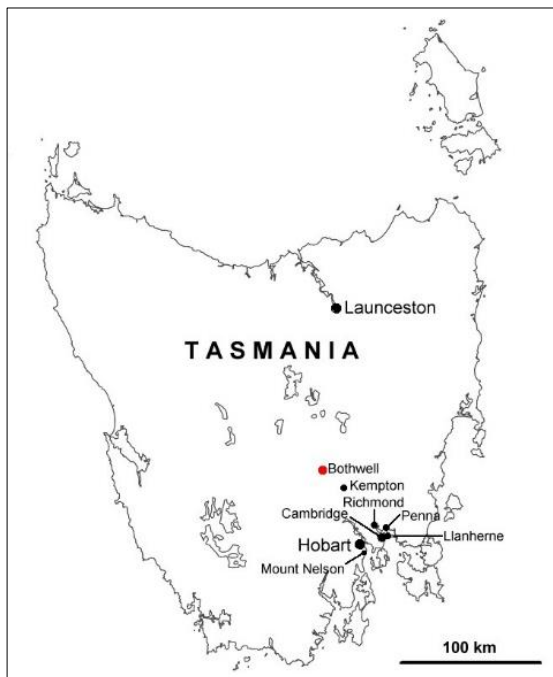 Launceston
TASMANIA
Bothwell
Kempton
Richmond
Penna
Cambridge
Llanherne
Hobart
Mount Nelson
100 km